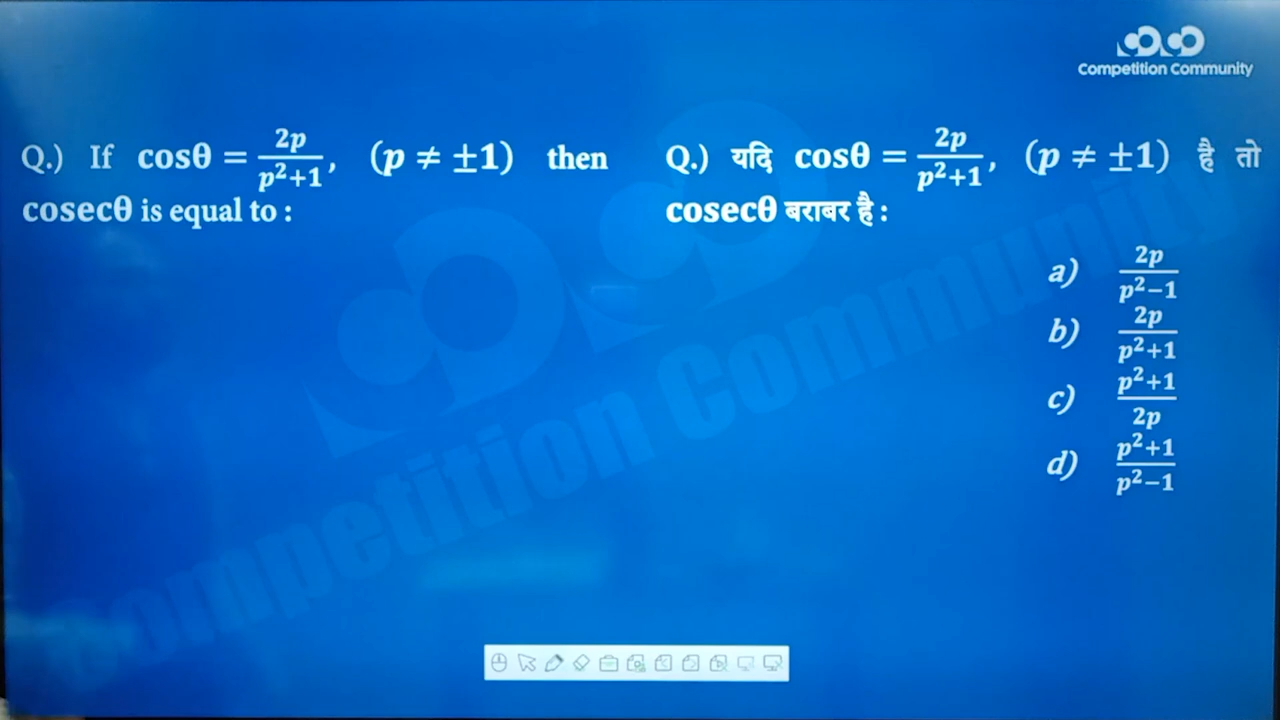 Competition Community
Q.) If cosθ = 2p/p²+1, (p ≠ ±1) then
cosecθ is equal to :
Q.) यदि cosθ = 2p/p²+1, (p ≠ ±1) है तो
cosecθ बराबर है :
a) 2p/p²−1
b) 2p/p²+1
c) p²+1/2p
d) p²+1/p²−1
Competition Community